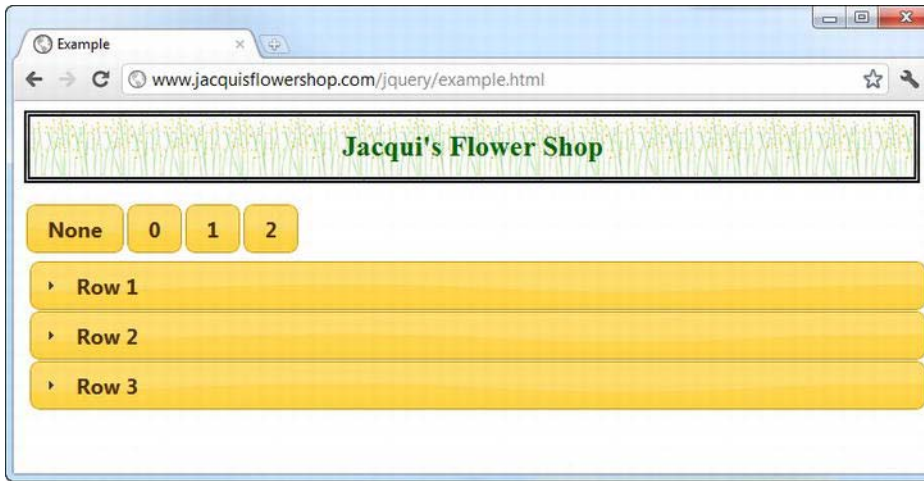 Example
www.jacquisflowershop.com/jquery/example.html
Jacqui's Flower Shop
None 0 1 2
Row 1
Row 2
Row 3